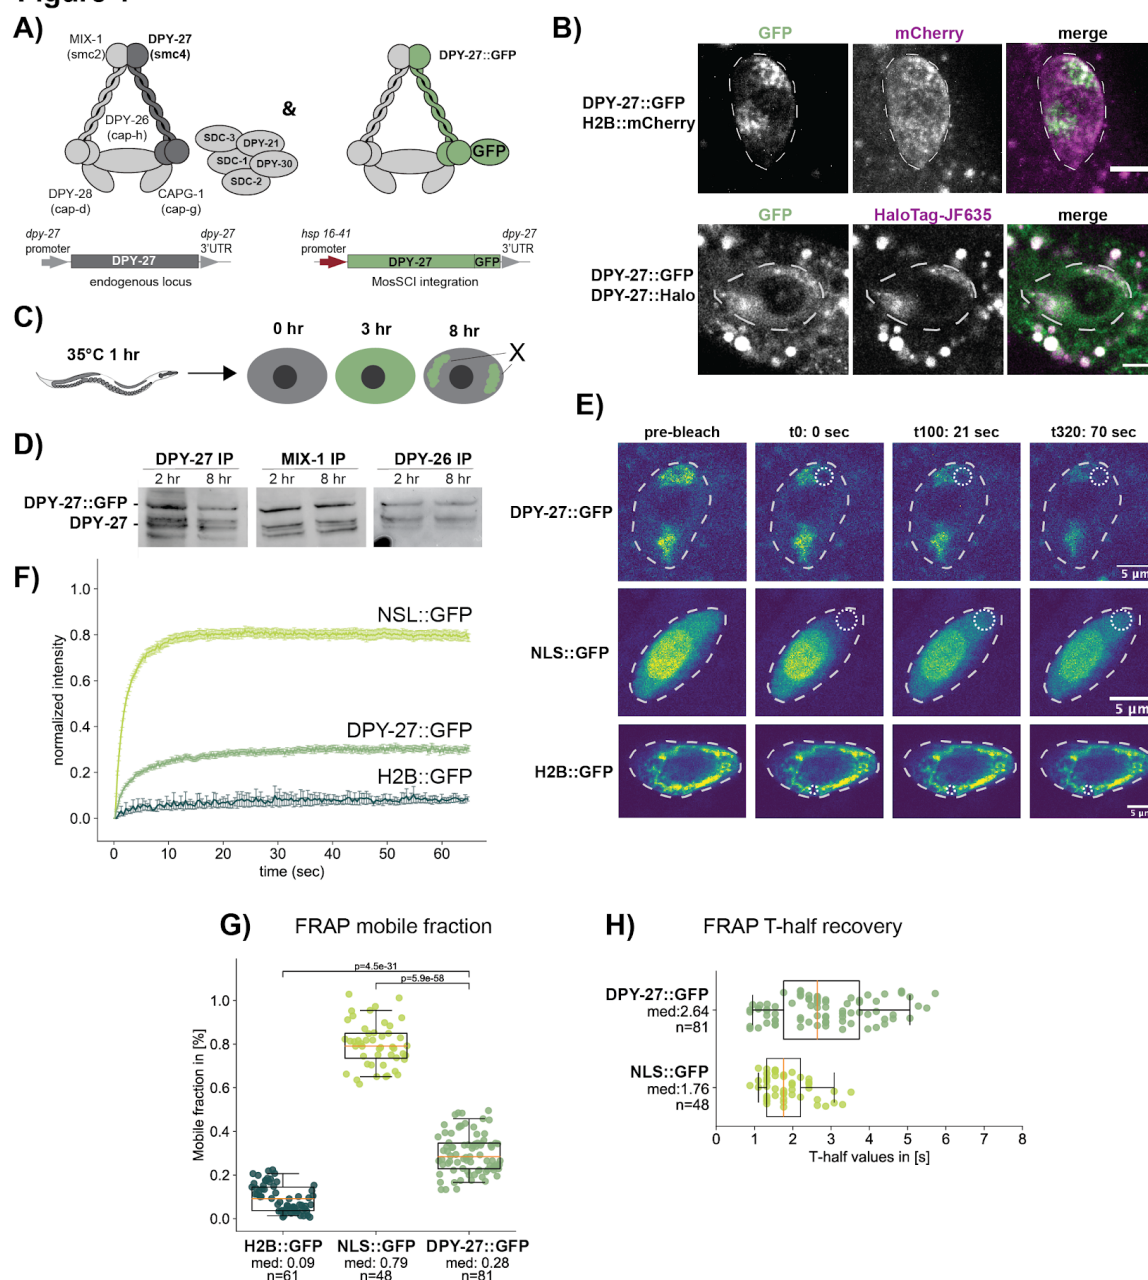 A)
MIX-1
(smc2)
DPY-27
(smc4)
DPY-26
(cap-h)
DPY-28
(cap-d)
CAPG-1
(cap-g)
SDC-3
DPY-21
SDC-1
DPY-30
SDC-2
&
DPY-27::GFP
GFP
dpy-27
promoter
DPY-27
dpy-27
3'UTR
endogenous locus
hsp 16-41
promoter
DPY-27
GFP
dpy-27
3'UTR
MosSCI integration
B)
GFP
mCherry
merge
DPY-27::GFP
H2B::mCherry
GFP
HaloTag-JF635
merge
DPY-27::GFP
DPY-27::Halo
C)
35°C 1 hr
0 hr
3 hr
8 hr
X
D)
DPY-27 IP
MIX-1 IP
DPY-26 IP
2 hr
8 hr
2 hr
8 hr
2 hr
8 hr
DPY-27::GFP
DPY-27
E)
pre-bleach
t0: 0 sec
t100: 21 sec
t320: 70 sec
DPY-27::GFP
5 µm
NLS::GFP
5 µm
H2B::GFP
5 µm
F)
normalized intensity
1.0
0.8
0.6
0.4
0.2
0.0
NSL::GFP
DPY-27::GFP
H2B::GFP
0
10
20
30
40
50
60
time (sec)
G)
FRAP mobile fraction
p=4.5e-31
p=5.9e-58
Mobile fraction in [%]
1.0
0.8
0.6
0.4
0.2
0.0
H2B::GFP
med: 0.09
n=61
NLS::GFP
med: 0.79
n=48
DPY-27::GFP
med: 0.28
n=81
H)
FRAP T-half recovery
DPY-27::GFP
med:2.64
n=81
NLS::GFP
med:1.76
n=48
0
1
2
3
4
5
6
7
8
T-half values in [s]